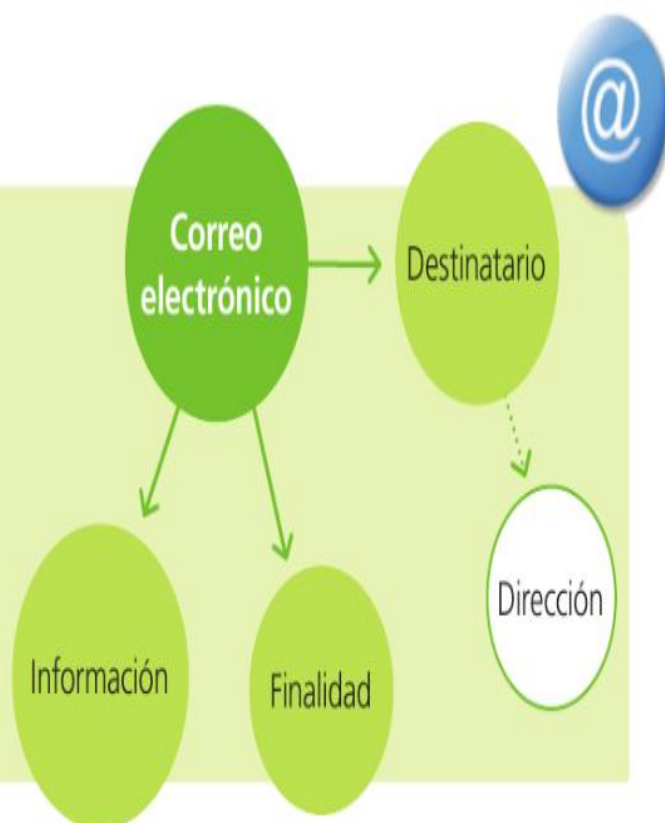 @
Correo
electrónico
Destinatario
Dirección
Información
Finalidad